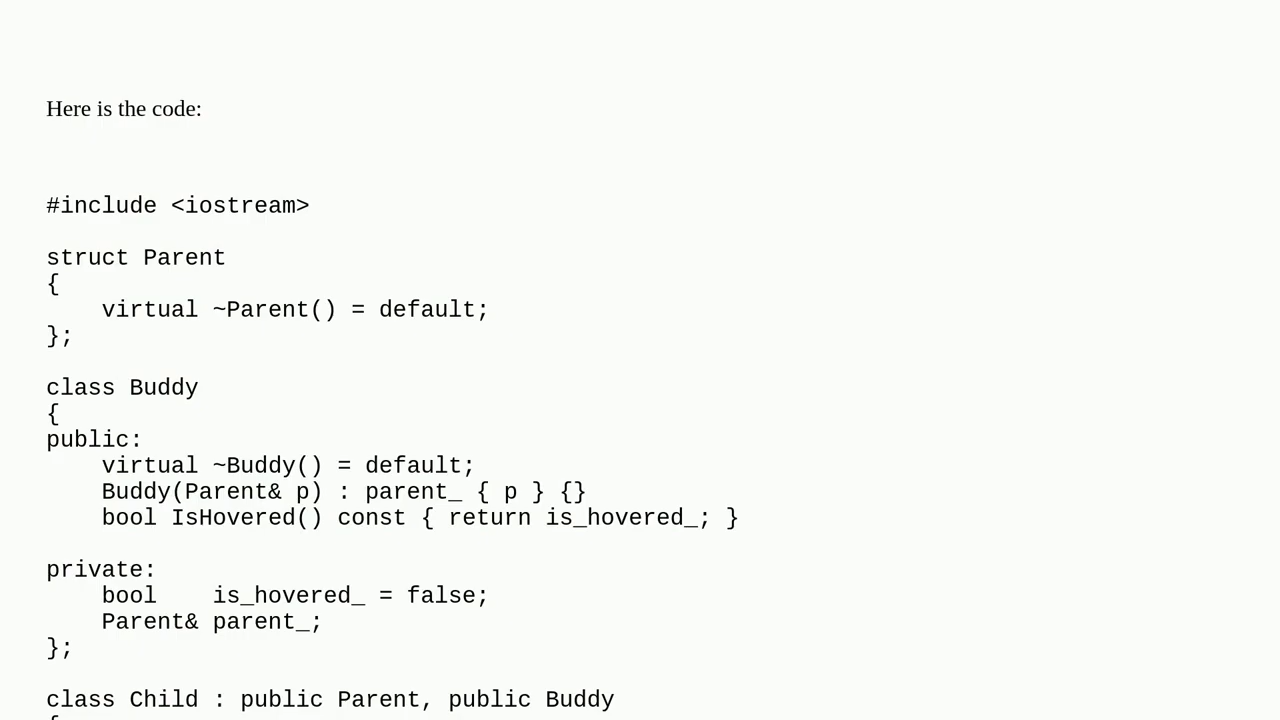 Here is the code:
#include <iostream>
struct Parent
{
    virtual ~Parent() = default;
};
class Buddy
{
public:
    virtual ~Buddy() = default;
    Buddy(Parent& p) : parent_ { p } {}
    bool IsHovered() const { return is_hovered_; }
private:
    bool    is_hovered_ = false;
    Parent& parent_;
};
class Child : public Parent, public Buddy
{